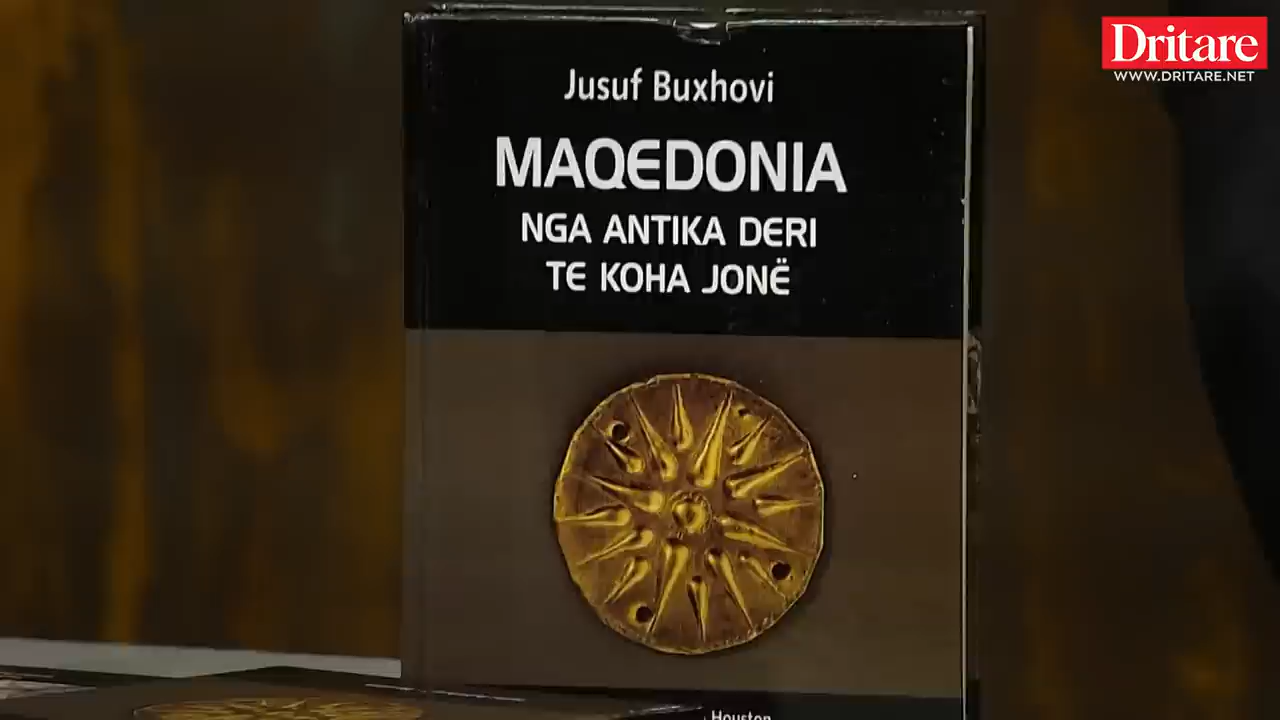 Dritare
WWW.DRITARE.NET
Jusuf Buxhovi
MAQEDONIA
NGA ANTIKA DERI
TE KOHA JONË
Houston